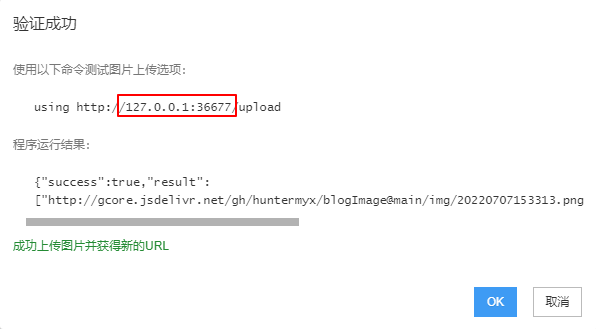 验证成功
使用以下命令测试图片上传选项：
using http://127.0.0.1:36677/upload
程序运行结果：
{"success":true,"result":
["http://gcore.jsdelivr.net/gh/huntermyx/blogImage@main/img/20220707153313.png
成功上传图片并获得新的URL
OK 取消